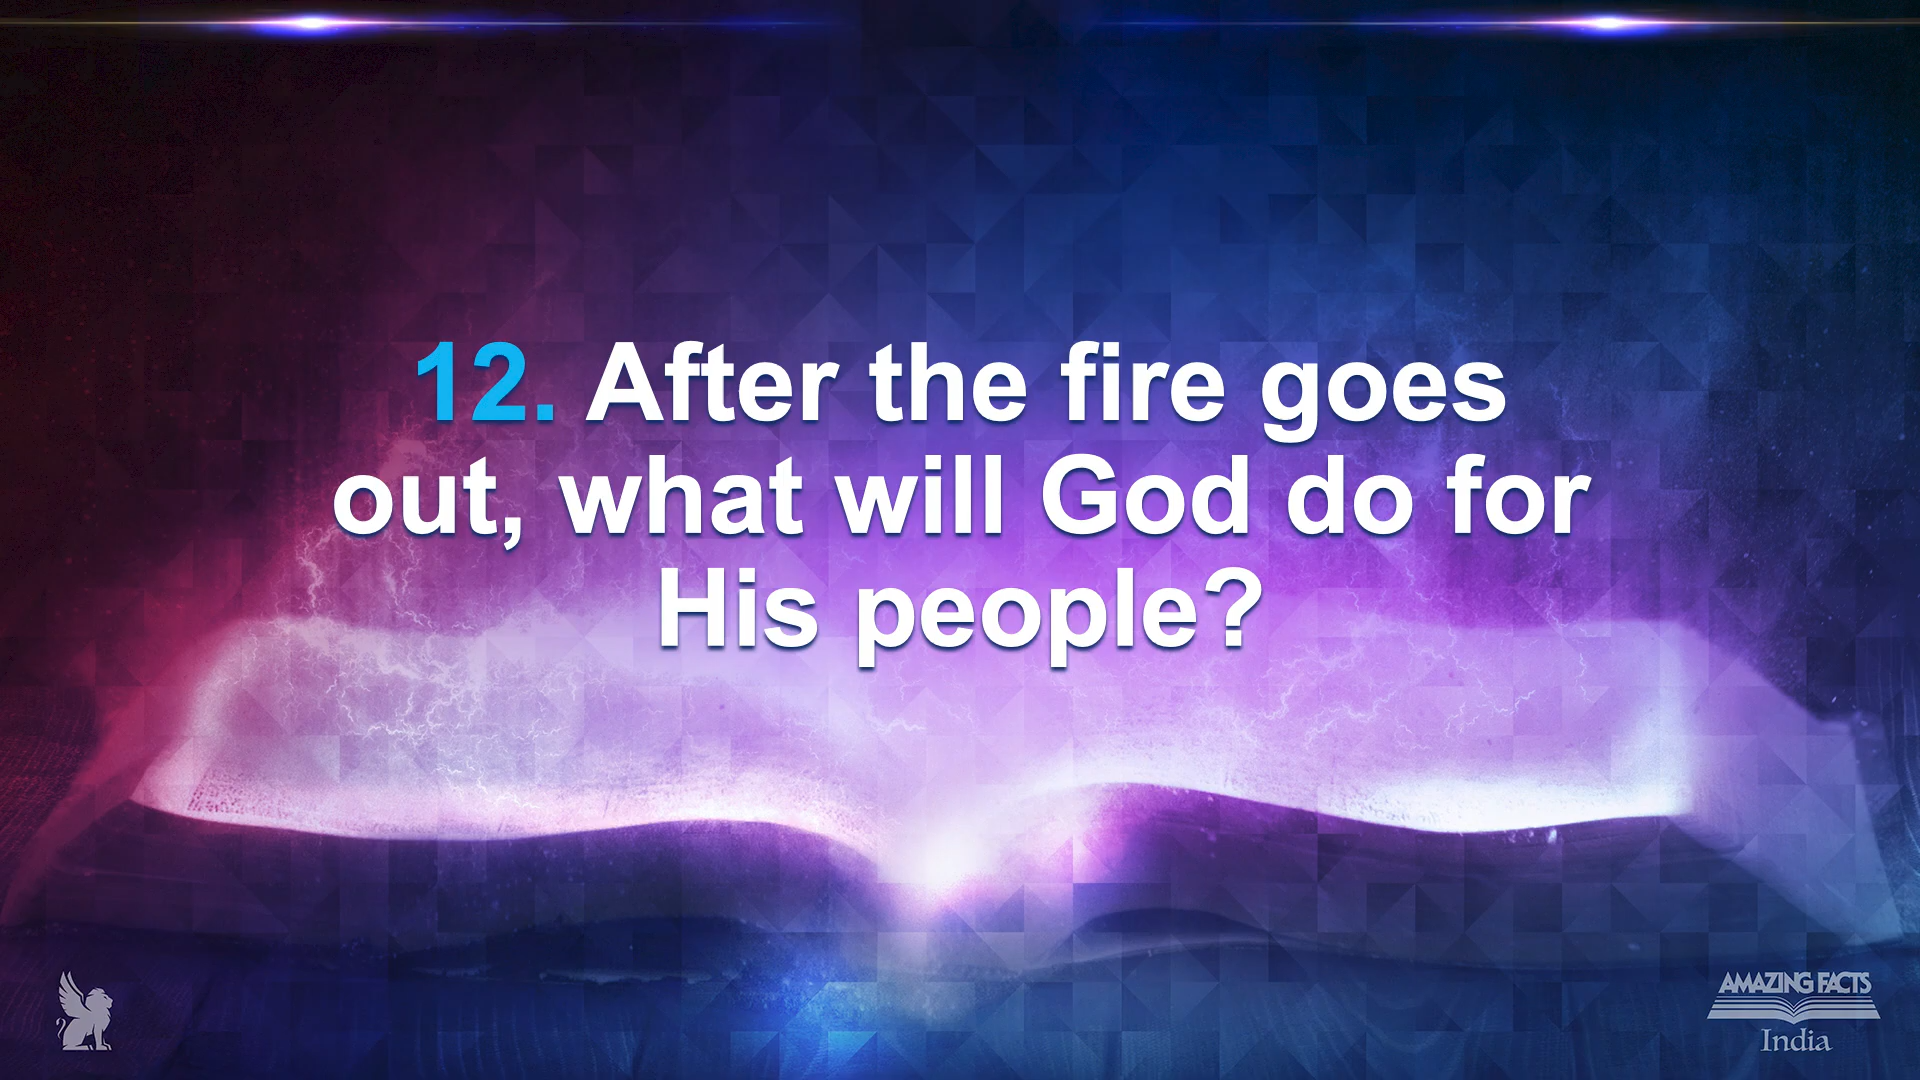 12. After the fire goes
out, what will God do for
His people?
AMAZING FACTS
India